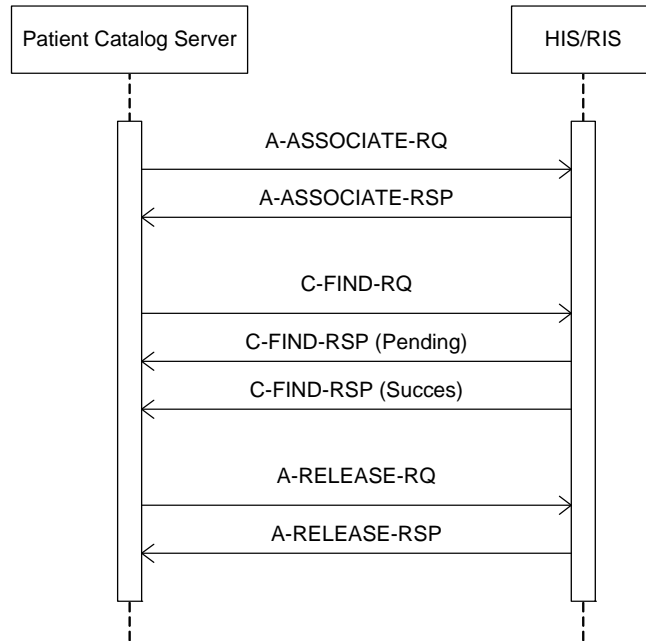 Patient Catalog Server
HIS/RIS
A-ASSOCIATE-RQ
A-ASSOCIATE-RSP
C-FIND-RQ
C-FIND-RSP (Pending)
C-FIND-RSP (Succes)
A-RELEASE-RQ
A-RELEASE-RSP